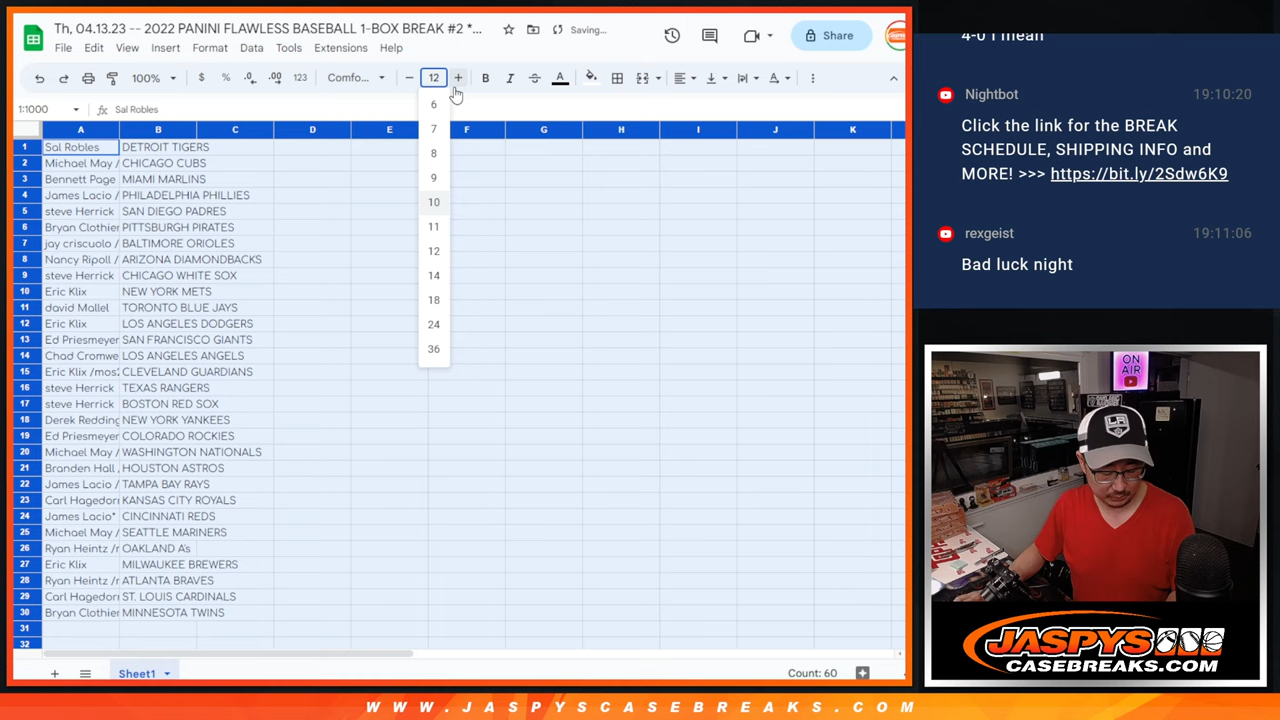 Th, 04.13.23 -- 2022 PANINI FLAWLESS BASEBALL 1-BOX BREAK #2 *...
Saving...
Share
File Edit View Insert Format Data Tools Extensions Help
100% $ % .0 .00 123 Comfo... − 12 + B I S A
1:1000 fx Sal Robles
A B C D E F G H I J K
1 Sal Robles DETROIT TIGERS
2 Michael May / CHICAGO CUBS
3 Bennett Page MIAMI MARLINS
4 James Lacio / PHILADELPHIA PHILLIES
5 steve Herrick SAN DIEGO PADRES
6 Bryan Clothier PITTSBURGH PIRATES
7 jay criscuolo / BALTIMORE ORIOLES
8 Nancy Ripoll / ARIZONA DIAMONDBACKS
9 steve Herrick CHICAGO WHITE SOX
10 Eric Klix NEW YORK METS
11 david Mallel TORONTO BLUE JAYS
12 Eric Klix LOS ANGELES DODGERS
13 Ed Priesmeyer SAN FRANCISCO GIANTS
14 Chad Cromwe LOS ANGELES ANGELS
15 Eric Klix /mos CLEVELAND GUARDIANS
16 steve Herrick TEXAS RANGERS
17 steve Herrick BOSTON RED SOX
18 Derek Redding NEW YORK YANKEES
19 Ed Priesmeyer COLORADO ROCKIES
20 Michael May / WASHINGTON NATIONALS
21 Branden Hall HOUSTON ASTROS
22 James Lacio / TAMPA BAY RAYS
23 Carl Hagedorn KANSAS CITY ROYALS
24 James Lacio* CINCINNATI REDS
25 Michael May / SEATTLE MARINERS
26 Ryan Heintz /r OAKLAND A's
27 Eric Klix MILWAUKEE BREWERS
28 Ryan Heintz /r ATLANTA BRAVES
29 Carl Hagedorn ST. LOUIS CARDINALS
30 Bryan Clothier MINNESOTA TWINS
31
32
6
7
8
9
10
11
12
14
18
24
36
Sheet1
Count: 60
4-0 I mean
Nightbot 19:10:20
Click the link for the BREAK
SCHEDULE, SHIPPING INFO and
MORE! >>> https://bit.ly/2Sdw6K9
rexgeist 19:11:06
Bad luck night
ON
AIR
LA
JASPYS
CASEBREAKS.COM
WWW.JASPYSCASEBREAKS.COM